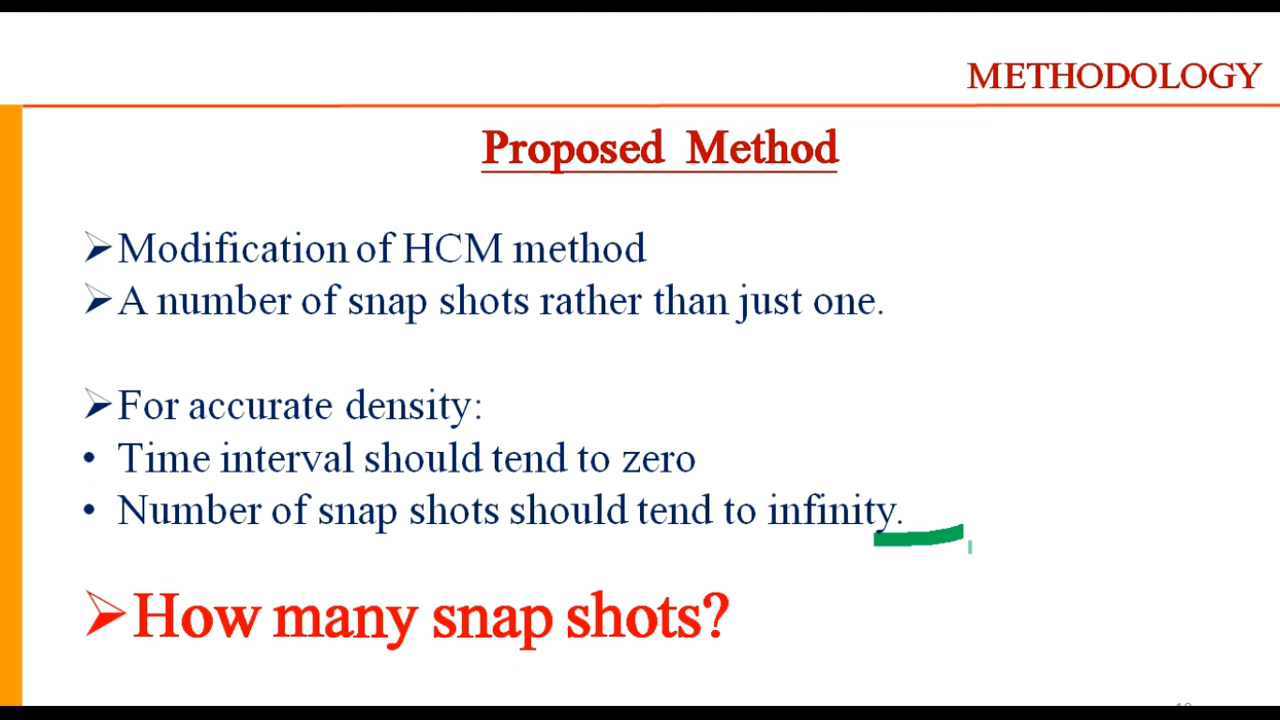 METHODOLOGY
Proposed Method
➢Modification of HCM method
➢A number of snap shots rather than just one.
➢For accurate density:
• Time interval should tend to zero
• Number of snap shots should tend to infinity.
➢How many snap shots?